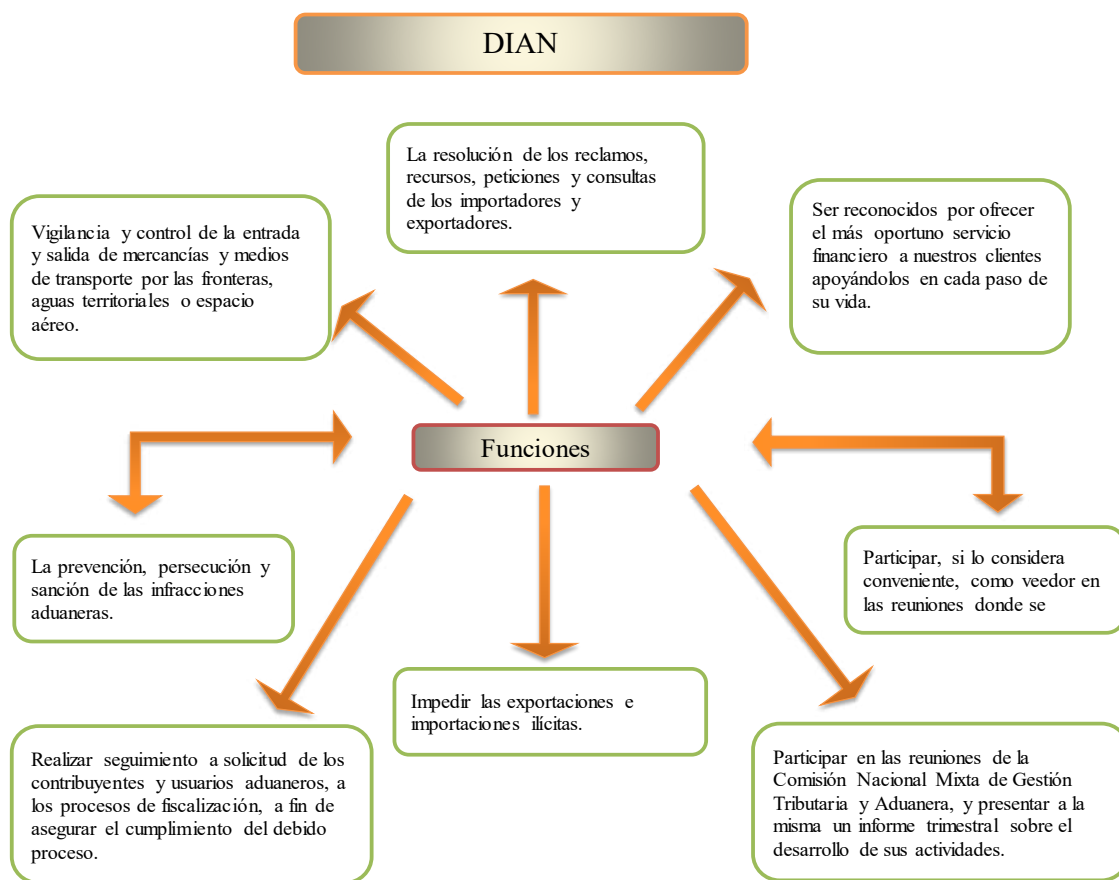 DIAN
La resolución de los reclamos,
recursos, peticiones y consultas
de los importadores y
exportadores.
Vigilancia y control de la entrada
y salida de mercancías y medios
de transporte por las fronteras,
aguas territoriales o espacio
aéreo.
Ser reconocidos por ofrecer
el más oportuno servicio
financiero a nuestros clientes
apoyándolos en cada paso de
su vida.
Funciones
La prevención, persecución y
sanción de las infracciones
aduaneras.
Participar, si lo considera
conveniente, como veedor en
las reuniones donde se
Impedir las exportaciones e
importaciones ilícitas.
Realizar seguimiento a solicitud de los
contribuyentes y usuarios aduaneros, a
los procesos de fiscalización, a fin de
asegurar el cumplimiento del debido
proceso.
Participar en las reuniones de la
Comisión Nacional Mixta de Gestión
Tributaria y Aduanera, y presentar a la
misma un informe trimestral sobre el
desarrollo de sus actividades.